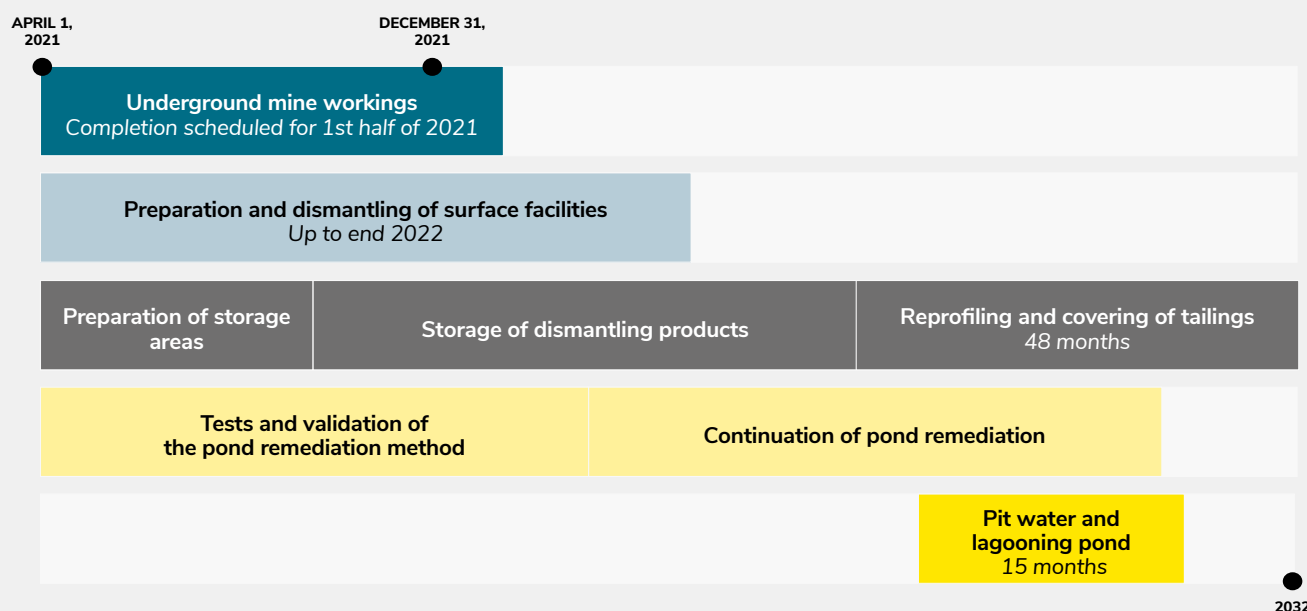 APRIL 1,
2021
DECEMBER 31,
2021
Underground mine workings
Completion scheduled for 1st half of 2021
Preparation and dismantling of surface facilities
Up to end 2022
Preparation of storage
areas
Storage of dismantling products
Reprofiling and covering of tailings
48 months
Tests and validation of
the pond remediation method
Continuation of pond remediation
Pit water and
lagooning pond
15 months
2032